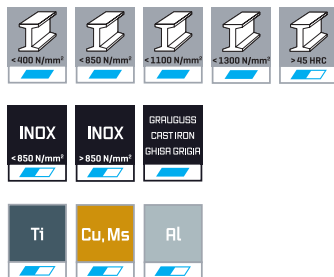 <400 N/mm² <850 N/mm² <1100 N/mm² <1300 N/mm² >45 HRC
INOX INOX GRAUGUSS
CAST IRON
GHISA GRIGIA
<850 N/mm² >850 N/mm²
Ti Cu, Ms Al